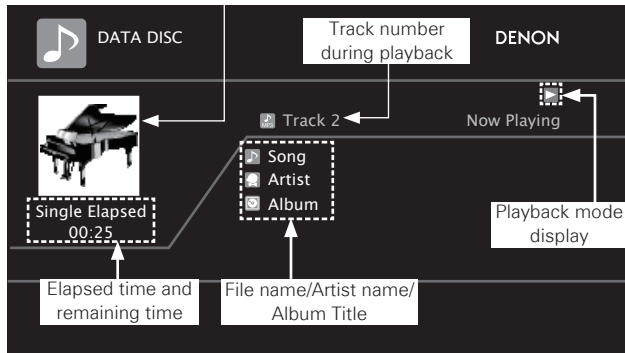 DATA DISC
Track number
during playback
DENON
MP3
Track 2
Now Playing
Song
Artist
Album
Single Elapsed
00:25
Playback mode
display
Elapsed time and
remaining time
File name/Artist name/
Album Title